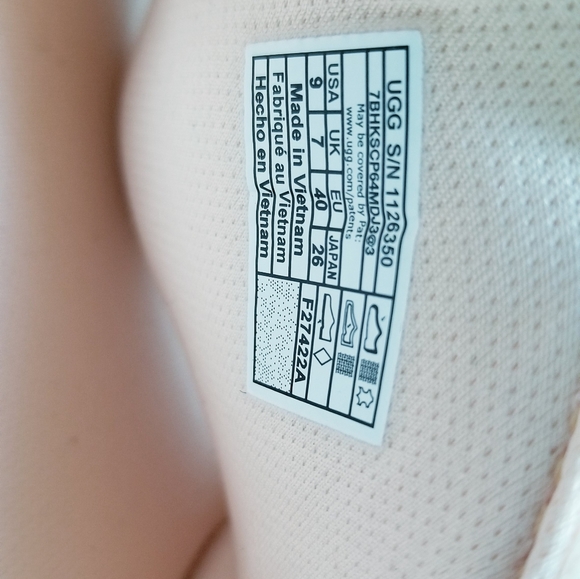 UGG S/N 1126350
7BHKSCP64MDJ3@3
May be covered by Pat:
www.ugg.com/patents
USA UK EU JAPAN
9 7 40 26
Made in Vietnam
Fabriqué au Vietnam
Hecho en Vietnam
F27422A